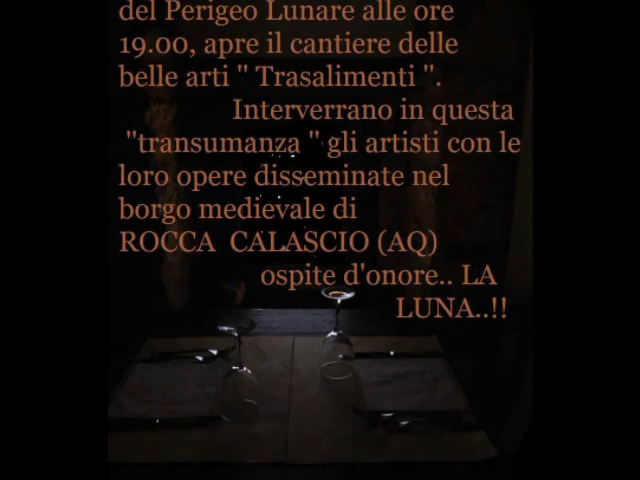 del Perigeo Lunare alle ore
19.00, apre il cantiere delle
belle arti " Trasalimenti ".
Interverrano in questa
"transumanza " gli artisti con le
loro opere disseminate nel
borgo medievale di
ROCCA CALASCIO (AQ)
ospite d'onore.. LA
LUNA..!!